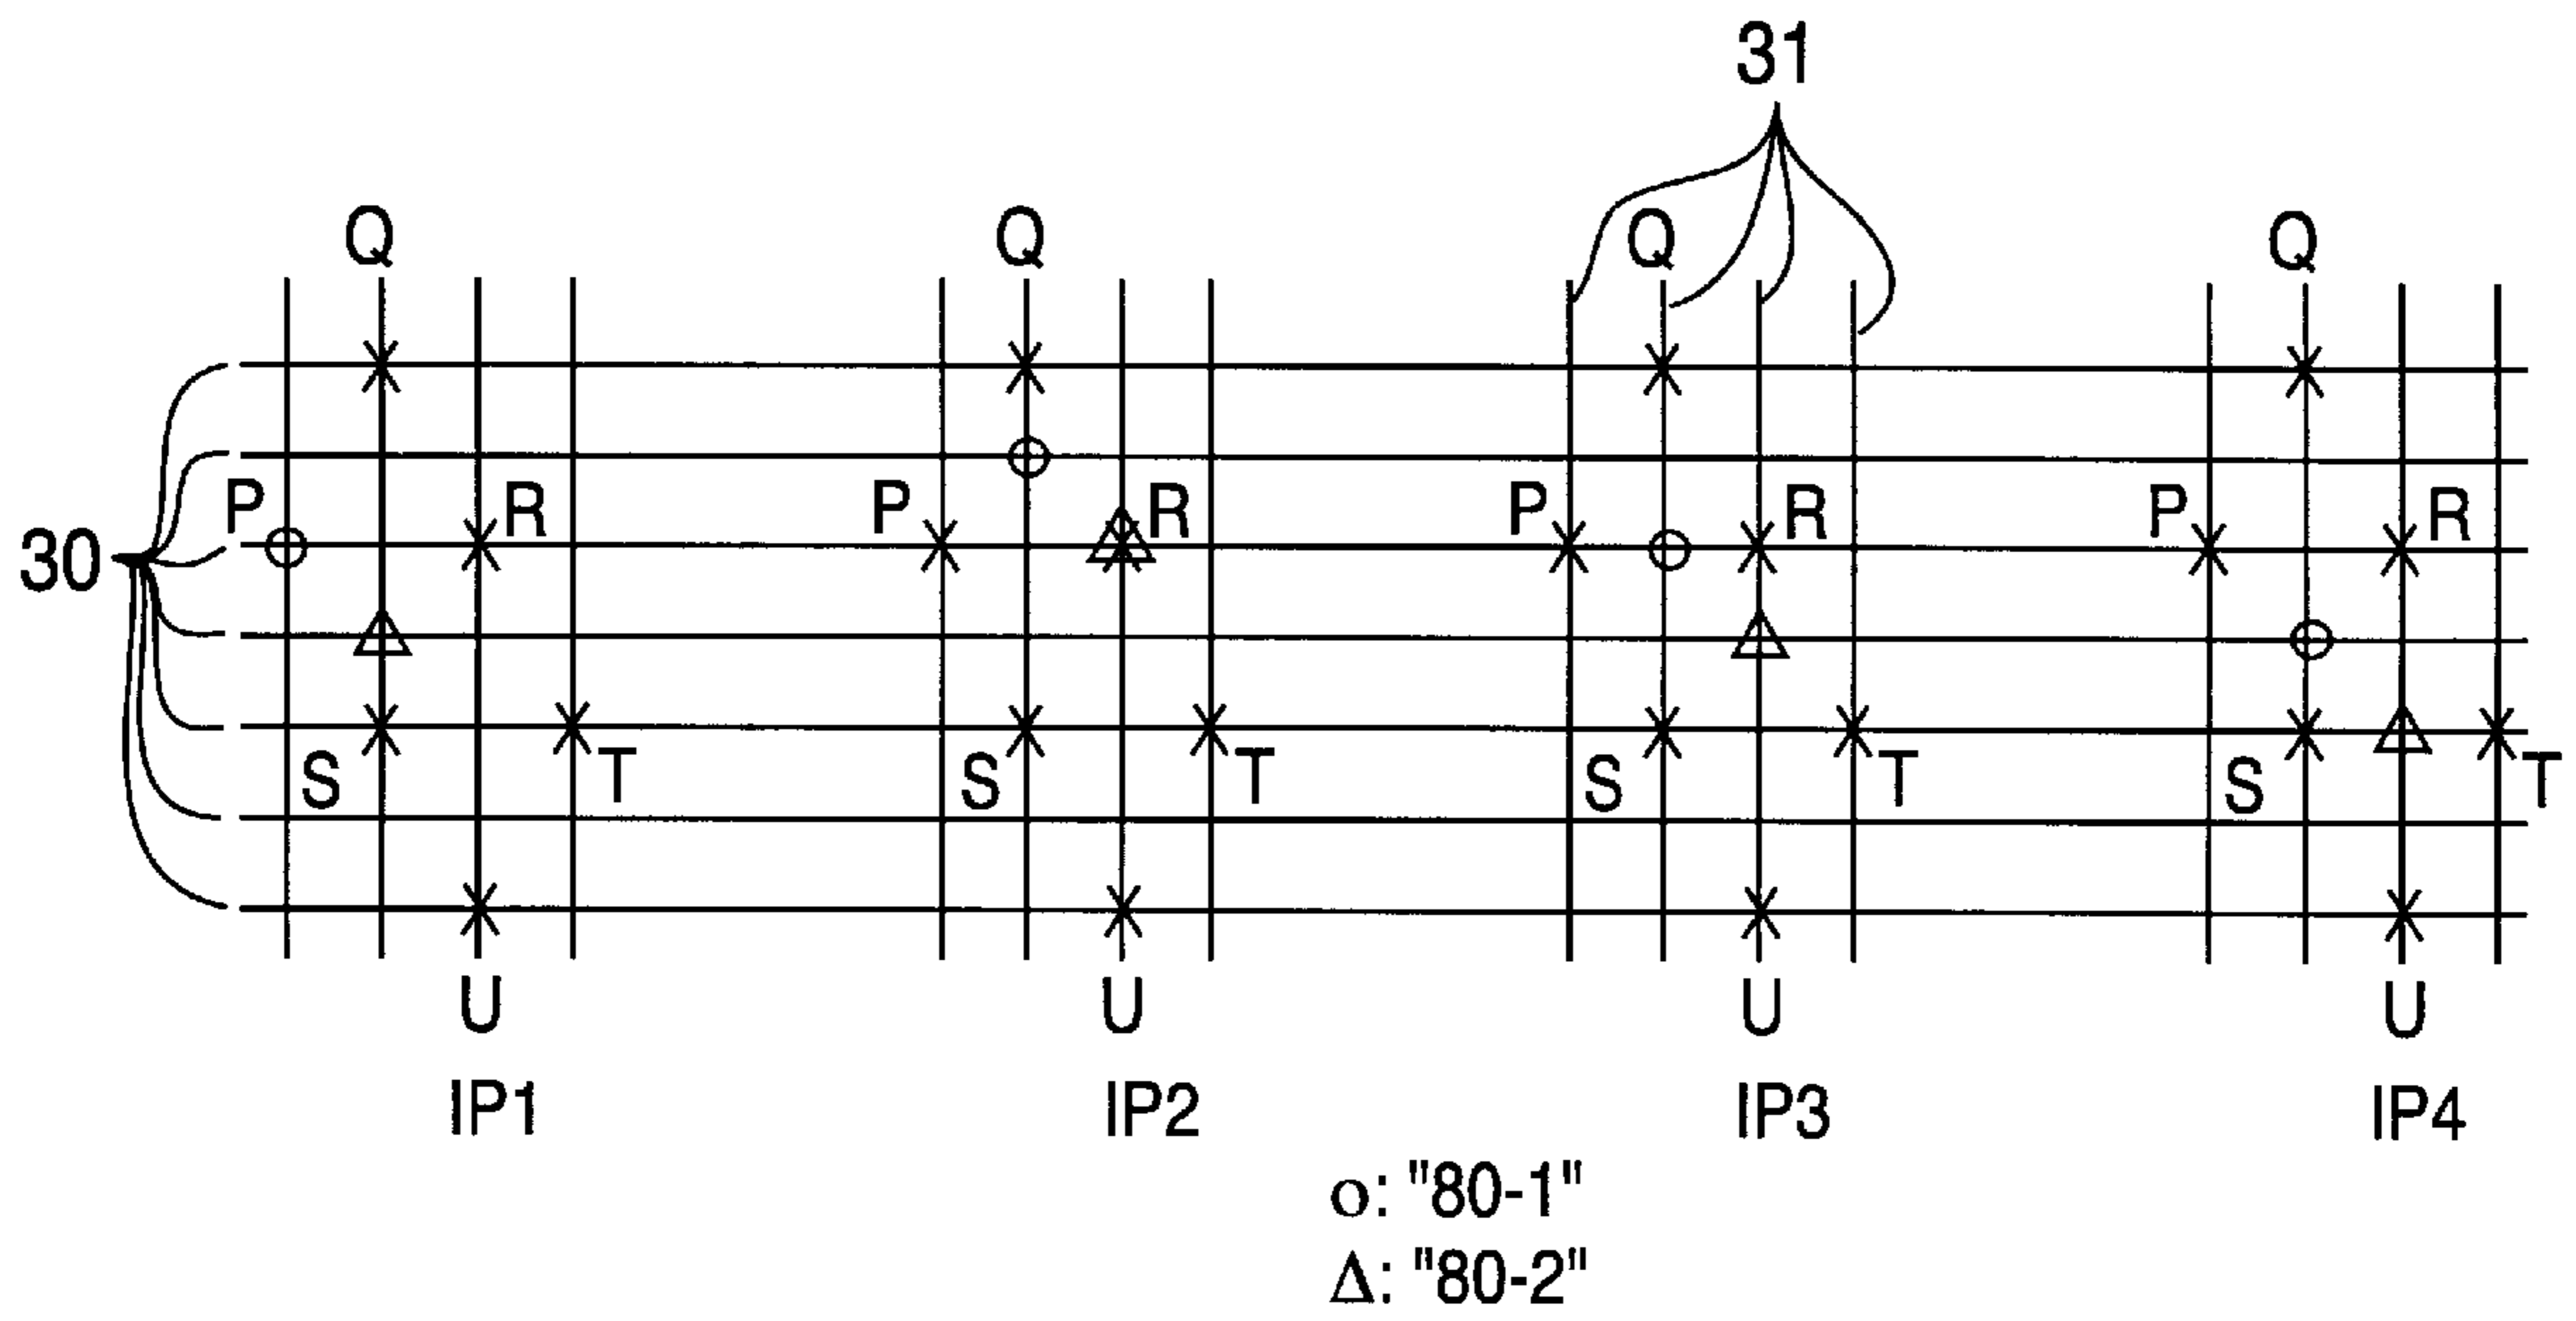 31
Q Q Q Q
P R P R P R P R
30
S T S T S T S T
U U U U
IP1 IP2 IP3 IP4
o: "80-1"
Δ: "80-2"